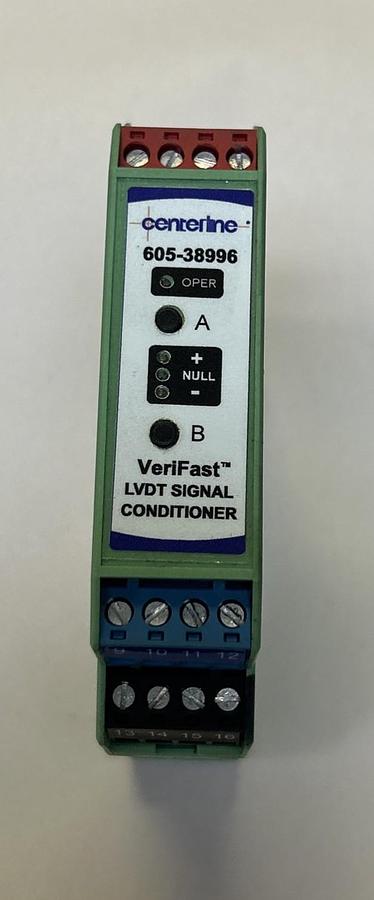 centerline
605-38996
OPER
A
+
NULL
-
B
VeriFast™
LVDT SIGNAL
CONDITIONER
9 10 11 12
13 14 15 16